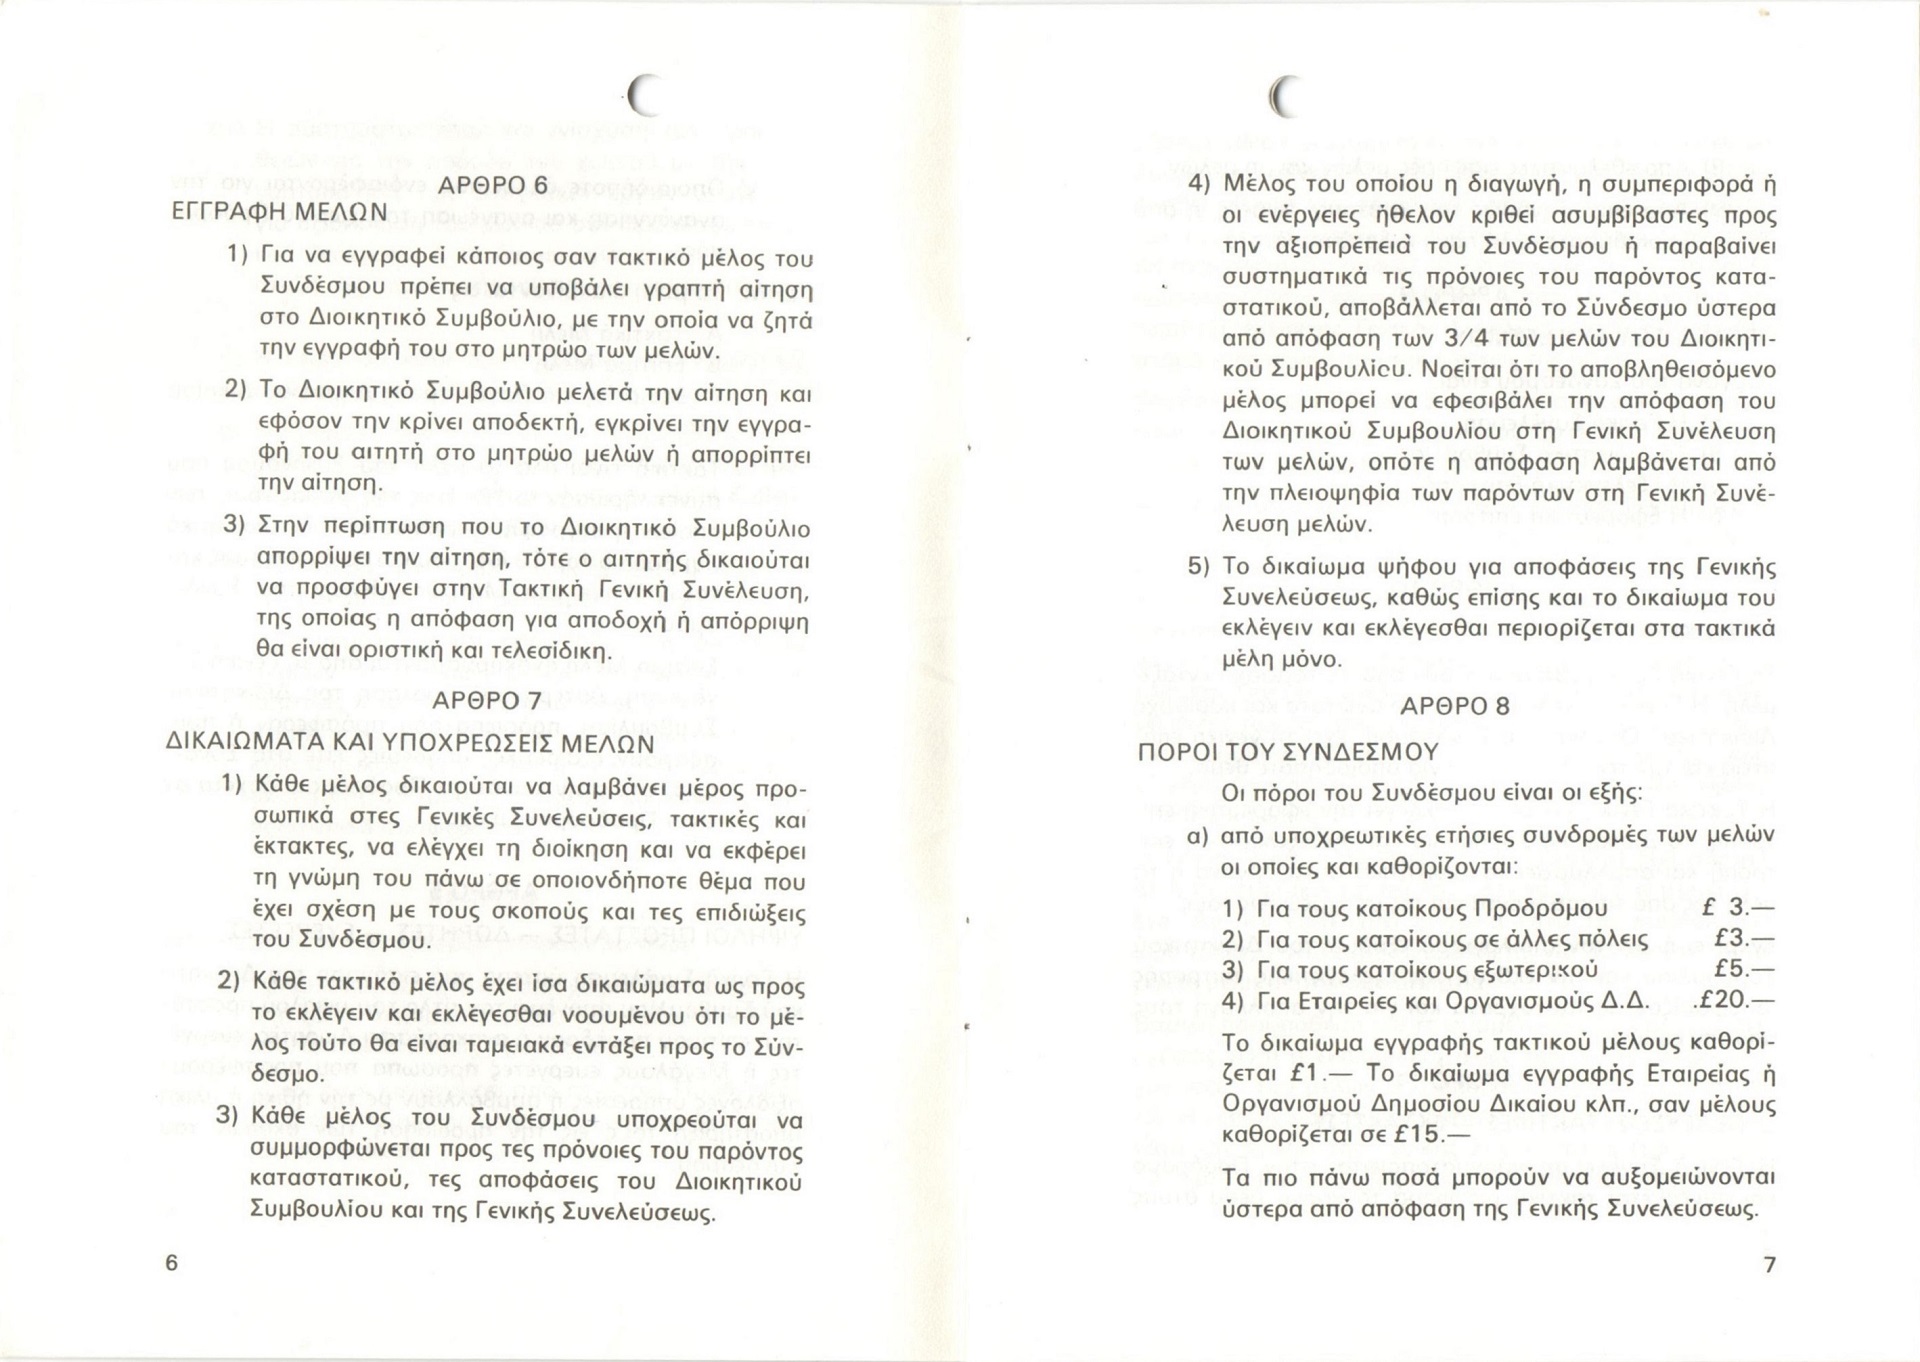 ΑΡΘΡΟ 6
ΕΓΓΡΑΦΗ ΜΕΛΩΝ
1) Για να εγγραφεί κάποιος σαν τακτικό μέλος του
Συνδέσμου πρέπει να υποβάλει γραπτή αίτηση
στο Διοικητικό Συμβούλιο, με την οποία να ζητά
την εγγραφή του στο μητρώο των μελών.
2) Το Διοικητικό Συμβούλιο μελετά την αίτηση και
εφόσον την κρίνει αποδεκτή, εγκρίνει την εγγρα-
φή του αιτητή στο μητρώο μελών ή απορρίπτει
την αίτηση.
3) Στην περίπτωση που το Διοικητικό Συμβούλιο
απορρίψει την αίτηση, τότε ο αιτητής δικαιούται
να προσφύγει στην Τακτική Γενική Συνέλευση,
της οποίας η απόφαση για αποδοχή ή απόρριψη
θα είναι οριστική και τελεσίδικη.
ΑΡΘΡΟ 7
ΔΙΚΑΙΩΜΑΤΑ ΚΑΙ ΥΠΟΧΡΕΩΣΕΙΣ ΜΕΛΩΝ
1) Κάθε μέλος δικαιούται να λαμβάνει μέρος προ-
σωπικά στες Γενικές Συνελεύσεις, τακτικές και
έκτακτες, να ελέγχει τη διοίκηση και να εκφέρει
τη γνώμη του πάνω σε οποιονδήποτε θέμα που
έχει σχέση με τους σκοπούς και τες επιδιώξεις
του Συνδέσμου.
2) Κάθε τακτικό μέλος έχει ίσα δικαιώματα ως προς
το εκλέγειν και εκλέγεσθαι νοουμένου ότι το μέ-
λος τούτο θα είναι ταμειακά εντάξει προς το Σύν-
δεσμο.
3) Κάθε μέλος του Συνδέσμου υποχρεούται να
συμμορφώνεται προς τες πρόνοιες του παρόντος
καταστατικού, τες αποφάσεις του Διοικητικού
Συμβουλίου και της Γενικής Συνελεύσεως.
6
4) Μέλος του οποίου η διαγωγή, η συμπεριφορά ή
οι ενέργειες ήθελον κριθεί ασυμβίβαστες προς
την αξιοπρέπειά του Συνδέσμου ή παραβαίνει
συστηματικά τις πρόνοιες του παρόντος κατα-
στατικού, αποβάλλεται από το Σύνδεσμο ύστερα
από απόφαση των 3/4 των μελών του Διοικητι-
κού Συμβουλίου. Νοείται ότι το αποβληθεισόμενο
μέλος μπορεί να εφεσιβάλει την απόφαση του
Διοικητικού Συμβουλίου στη Γενική Συνέλευση
των μελών, οπότε η απόφαση λαμβάνεται από
την πλειοψηφία των παρόντων στη Γενική Συνέ-
λευση μελών.
5) Το δικαίωμα ψήφου για αποφάσεις της Γενικής
Συνελεύσεως, καθώς επίσης και το δικαίωμα του
εκλέγειν και εκλέγεσθαι περιορίζεται στα τακτικά
μέλη μόνο.
ΑΡΘΡΟ 8
ΠΟΡΟΙ ΤΟΥ ΣΥΝΔΕΣΜΟΥ
Οι πόροι του Συνδέσμου είναι οι εξής:
α) από υποχρεωτικές ετήσιες συνδρομές των μελών
οι οποίες και καθορίζονται:
1) Για τους κατοίκους Προδρόμου £ 3.—
2) Για τους κατοίκους σε άλλες πόλεις £3.—
3) Για τους κατοίκους εξωτερικού £5.—
4) Για Εταιρείες και Οργανισμούς Δ.Δ. .£20.—
Το δικαίωμα εγγραφής τακτικού μέλους καθορί-
ζεται £1.— Το δικαίωμα εγγραφής Εταιρείας ή
Οργανισμού Δημοσίου Δικαίου κλπ., σαν μέλους
καθορίζεται σε £15.—
Τα πιο πάνω ποσά μπορούν να αυξομειώνονται
ύστερα από απόφαση της Γενικής Συνελεύσεως.
7